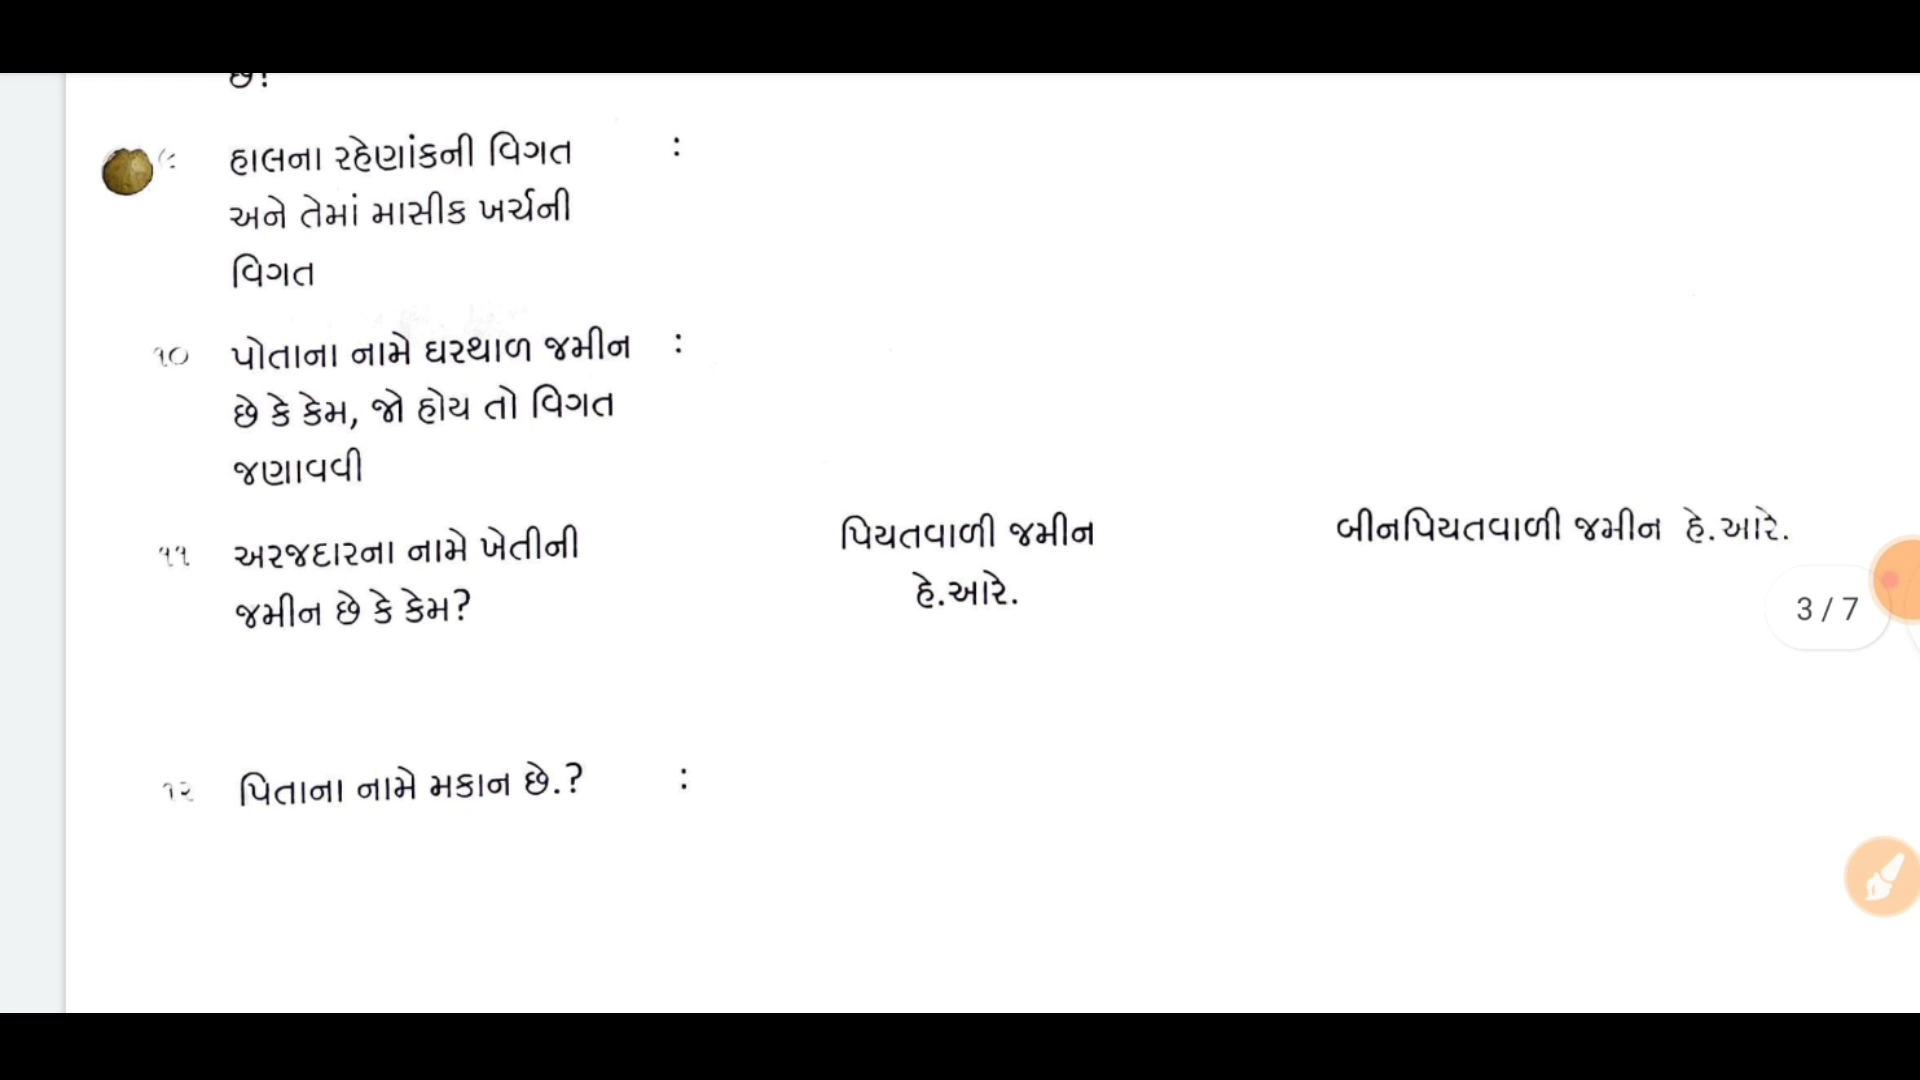 છે?
હાલના રહેણાંકની વિગત :
અને તેમાં માસીક ખર્ચની
વિગત
૧૦ પોતાના નામે ઘરથાળ જમીન :
છે કે કેમ, જો હોય તો વિગત
જણાવવી
૧૧ અરજદારના નામે ખેતીની પિયતવાળી જમીન બીનપિયતવાળી જમીન હે.આરે.
જમીન છે કે કેમ? હે.આરે.
3 / 7
૧૨ પિતાના નામે મકાન છે.? :